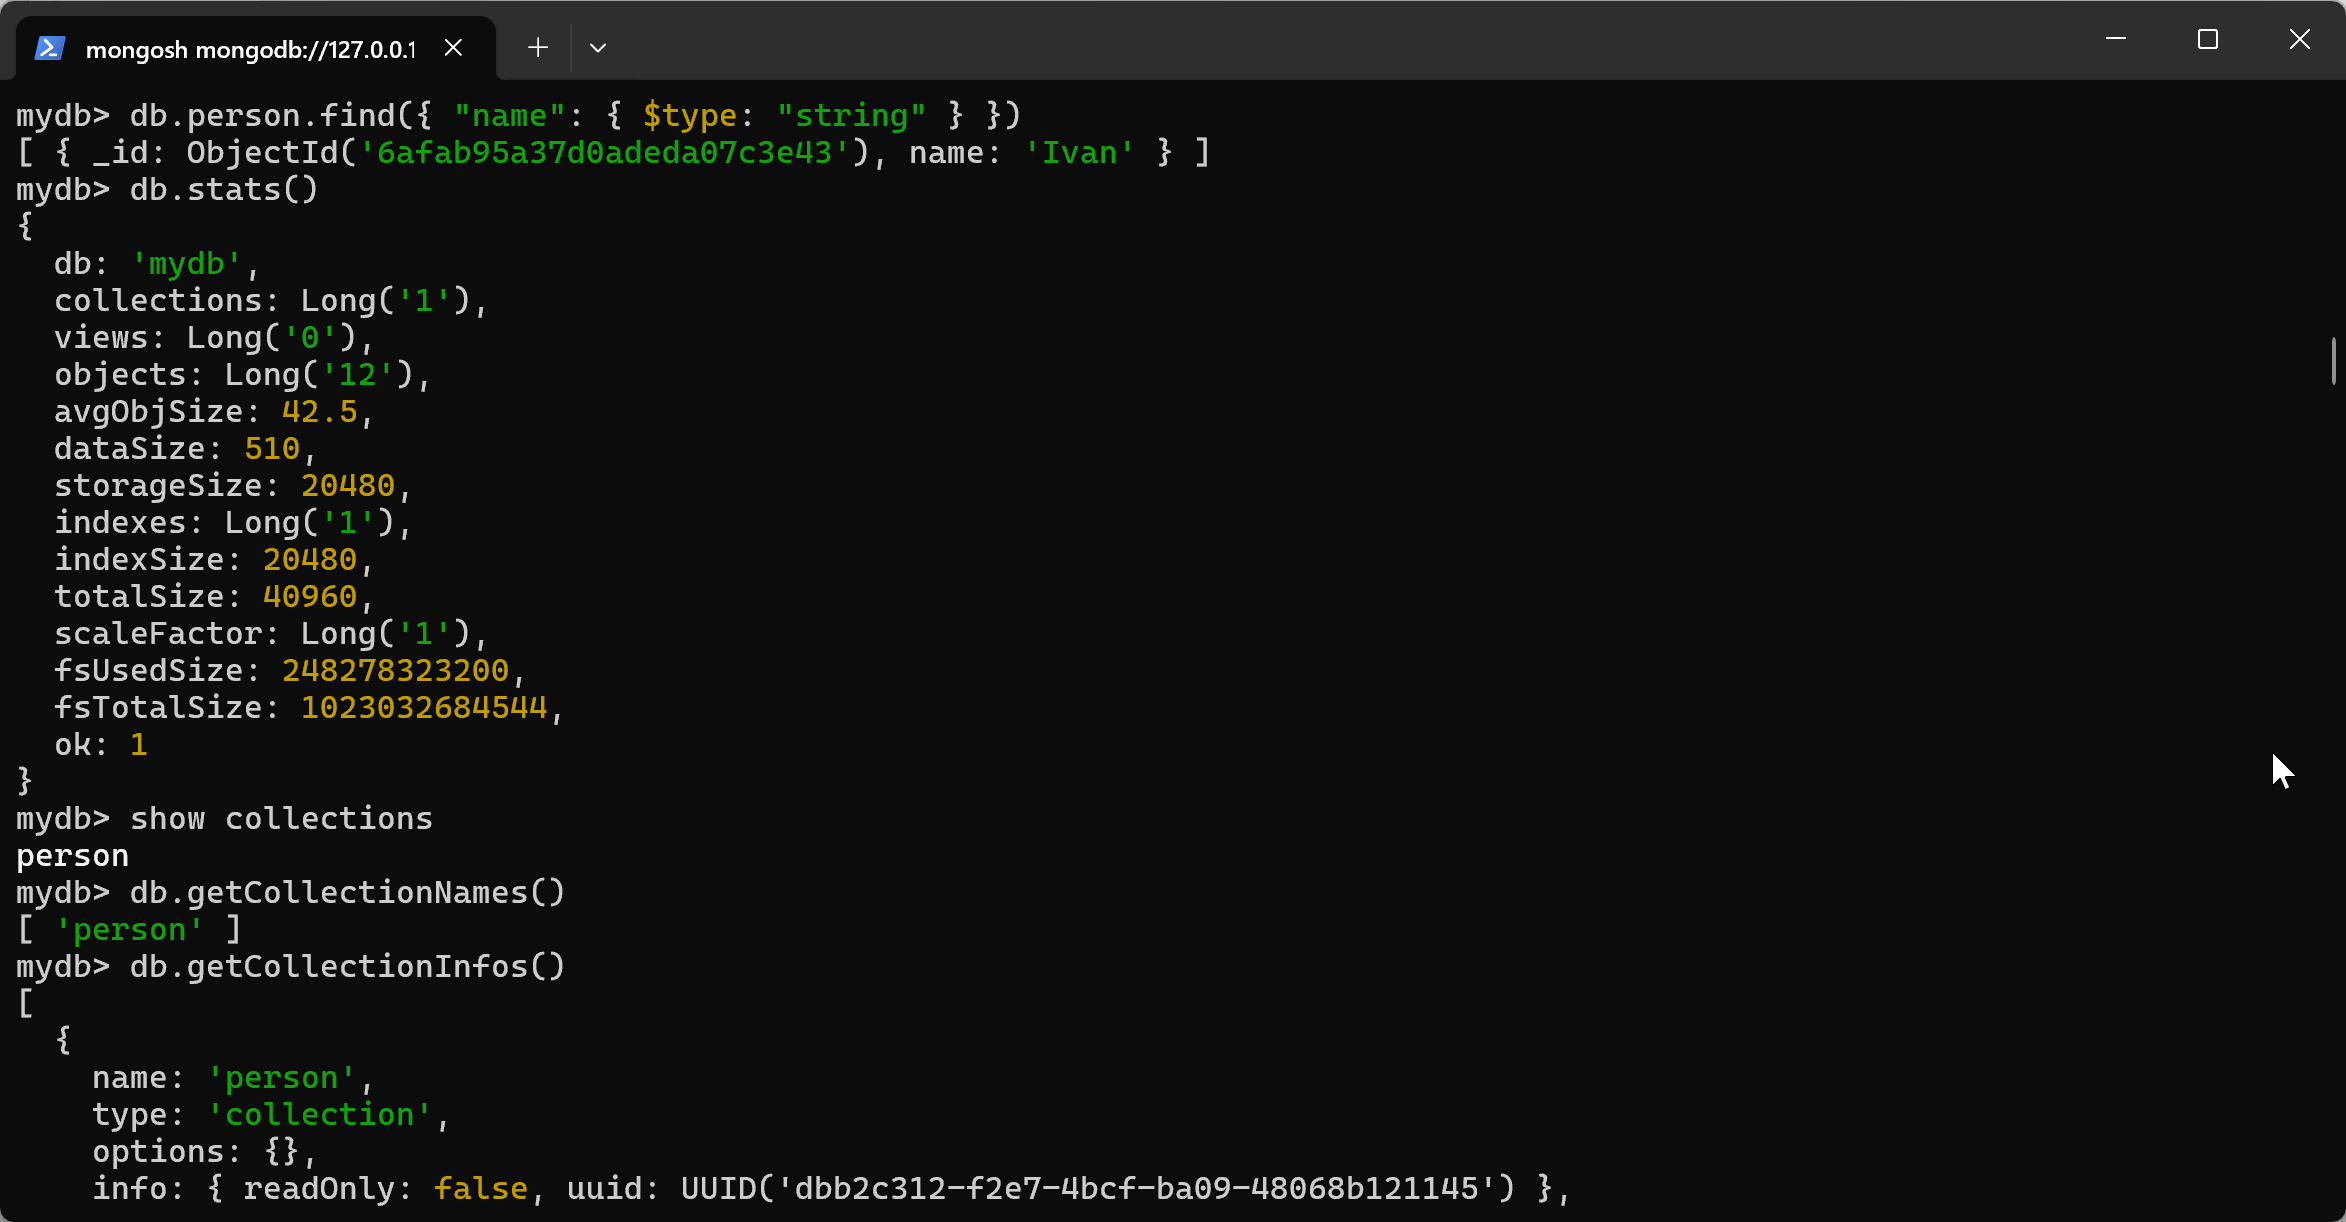 mongosh mongodb://127.0.0.1
mydb> db.person.find({ "name": { $type: "string" } })
[ { _id: ObjectId('6afab95a37d0adeda07c3e43'), name: 'Ivan' } ]
mydb> db.stats()
{
  db: 'mydb',
  collections: Long('1'),
  views: Long('0'),
  objects: Long('12'),
  avgObjSize: 42.5,
  dataSize: 510,
  storageSize: 20480,
  indexes: Long('1'),
  indexSize: 20480,
  totalSize: 40960,
  scaleFactor: Long('1'),
  fsUsedSize: 248278323200,
  fsTotalSize: 1023032684544,
  ok: 1
}
mydb> show collections
person
mydb> db.getCollectionNames()
[ 'person' ]
mydb> db.getCollectionInfos()
[
  {
    name: 'person',
    type: 'collection',
    options: {},
    info: { readOnly: false, uuid: UUID('dbb2c312-f2e7-4bcf-ba09-48068b121145') },